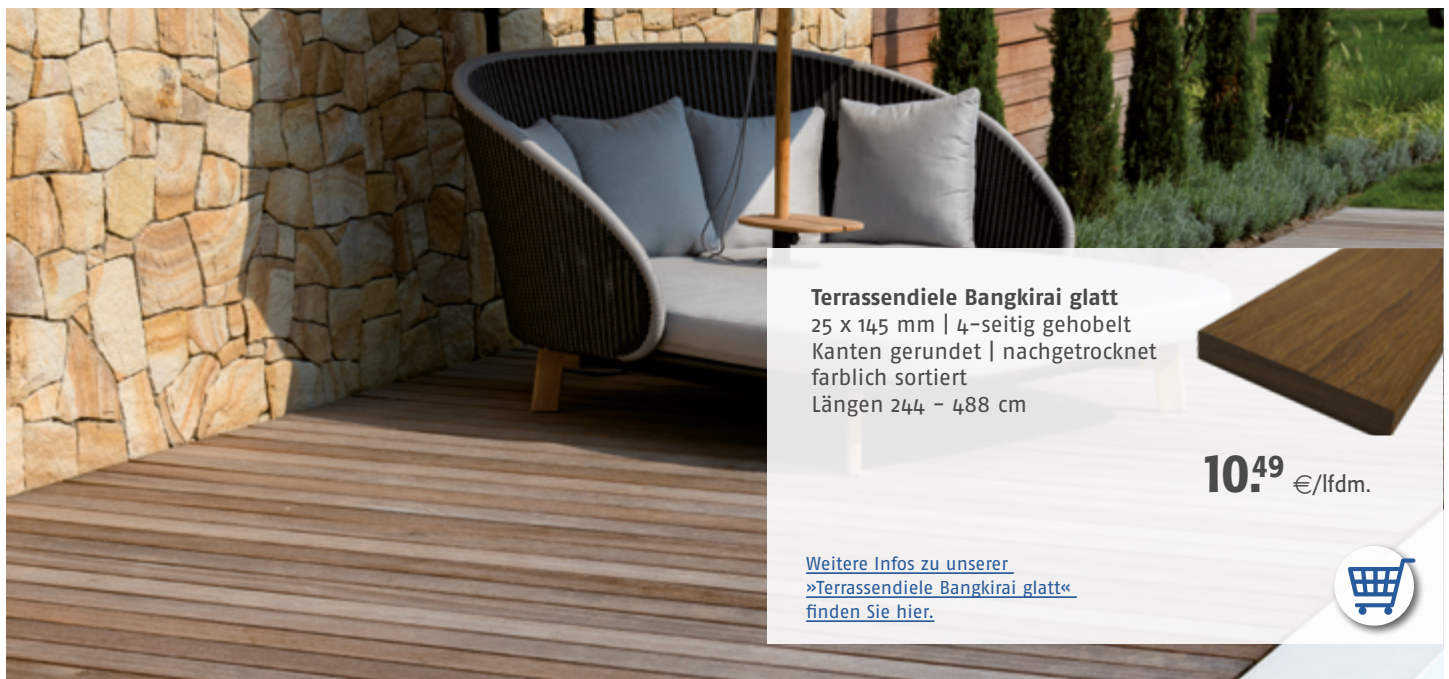 Terrassendiele Bangkirai glatt
25 x 145 mm | 4-seitig gehobelt
Kanten gerundet | nachgetrocknet
farblich sortiert
Längen 244 - 488 cm
10.49 €/lfdm.
Weitere Infos zu unserer
»Terrassendiele Bangkirai glatt«
finden Sie hier.